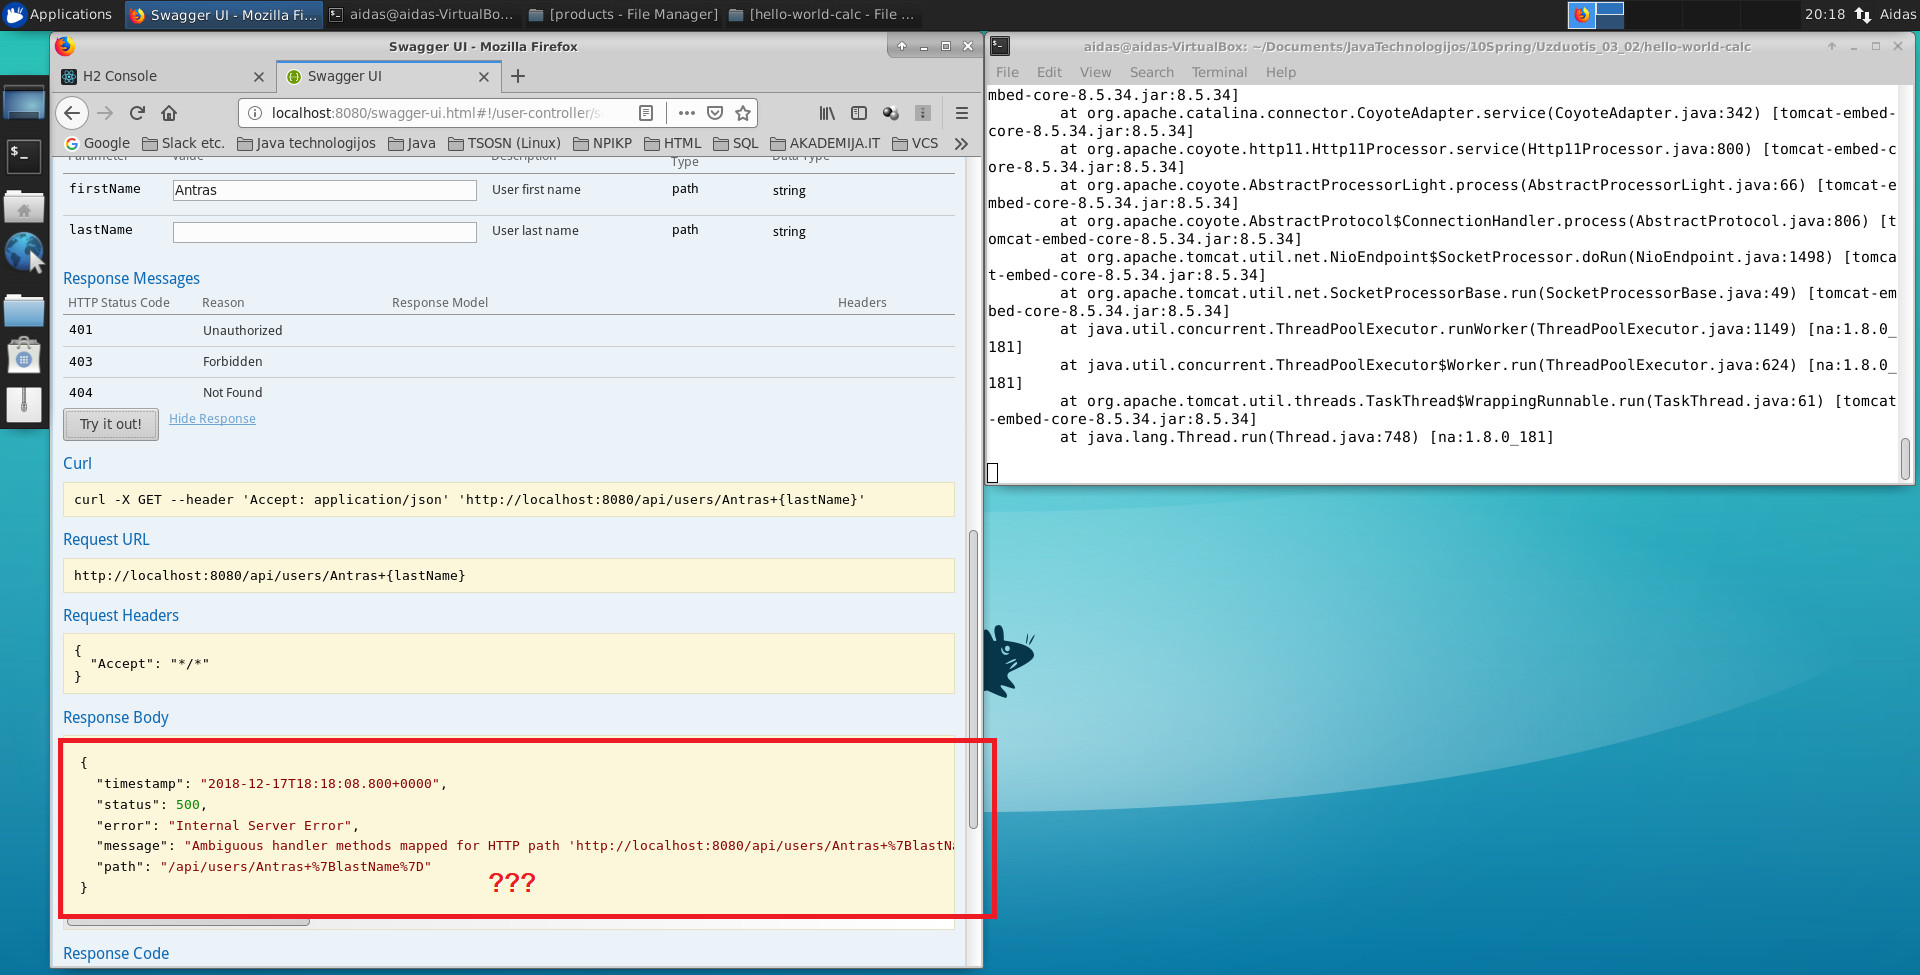 Applications
Swagger UI - Mozilla Fi...
aidas@aidas-VirtualBo...
[products - File Manager]
[hello-world-calc - File ...
20:18
Aidas
Swagger UI - Mozilla Firefox
H2 Console
Swagger UI
localhost:8080/swagger-ui.html#!/user-controller/s
Google
Slack etc.
Java technologijos
Java
TSOSN (Linux)
NPIKP
HTML
SQL
AKADEMIJA.IT
VCS
Parameter Value Description Type Data Type
firstName Antras User first name path string
lastName User last name path string
Response Messages
HTTP Status Code Reason Response Model Headers
401 Unauthorized
403 Forbidden
404 Not Found
Try it out! Hide Response
Curl
curl -X GET --header 'Accept: application/json' 'http://localhost:8080/api/users/Antras+{lastName}'
Request URL
http://localhost:8080/api/users/Antras+{lastName}
Request Headers
{
"Accept": "*/*"
}
Response Body
{
"timestamp": "2018-12-17T18:18:08.800+0000",
"status": 500,
"error": "Internal Server Error",
"message": "Ambiguous handler methods mapped for HTTP path 'http://localhost:8080/api/users/Antras+%7BlastNa
"path": "/api/users/Antras+%7BlastName%7D"
}
???
Response Code
aidas@aidas-VirtualBox: ~/Documents/JavaTechnologijos/10Spring/Uzduotis_03_02/hello-world-calc
File Edit View Search Terminal Help
mbed-core-8.5.34.jar:8.5.34]
at org.apache.catalina.connector.CoyoteAdapter.service(CoyoteAdapter.java:342) [tomcat-embed-
core-8.5.34.jar:8.5.34]
at org.apache.coyote.http11.Http11Processor.service(Http11Processor.java:800) [tomcat-embed-c
ore-8.5.34.jar:8.5.34]
at org.apache.coyote.AbstractProcessorLight.process(AbstractProcessorLight.java:66) [tomcat-e
mbed-core-8.5.34.jar:8.5.34]
at org.apache.coyote.AbstractProtocol$ConnectionHandler.process(AbstractProtocol.java:806) [t
omcat-embed-core-8.5.34.jar:8.5.34]
at org.apache.tomcat.util.net.NioEndpoint$SocketProcessor.doRun(NioEndpoint.java:1498) [tomca
t-embed-core-8.5.34.jar:8.5.34]
at org.apache.tomcat.util.net.SocketProcessorBase.run(SocketProcessorBase.java:49) [tomcat-em
bed-core-8.5.34.jar:8.5.34]
at java.util.concurrent.ThreadPoolExecutor.runWorker(ThreadPoolExecutor.java:1149) [na:1.8.0_
181]
at java.util.concurrent.ThreadPoolExecutor$Worker.run(ThreadPoolExecutor.java:624) [na:1.8.0_
181]
at org.apache.tomcat.util.threads.TaskThread$WrappingRunnable.run(TaskThread.java:61) [tomcat
-embed-core-8.5.34.jar:8.5.34]
at java.lang.Thread.run(Thread.java:748) [na:1.8.0_181]